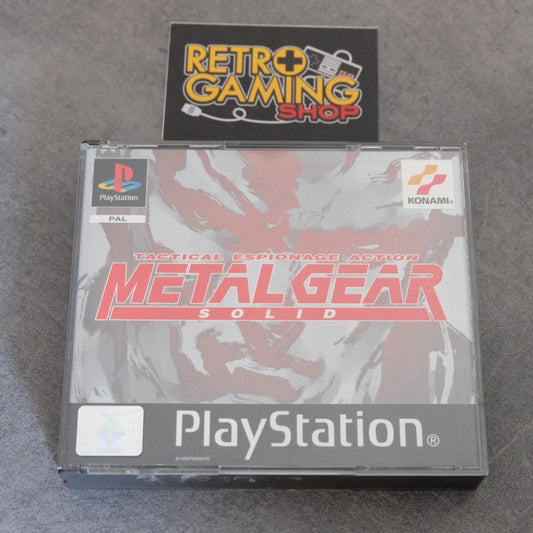 RETRO
GAMING
SHOP
PlayStation
PAL
KONAMI®
TACTICAL ESPIONAGE ACTION
METAL GEAR
SOLID
PlayStation®